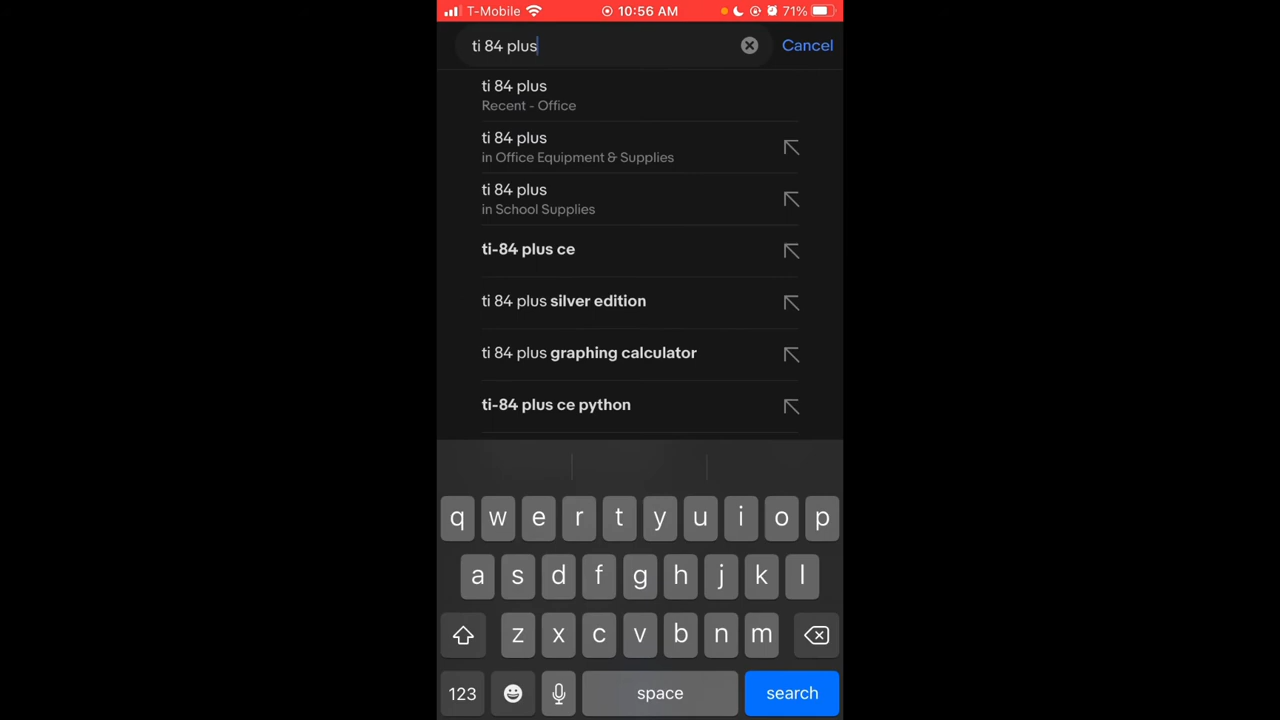 T-Mobile 10:56 AM 71%
ti 84 plus Cancel
ti 84 plus
Recent - Office
ti 84 plus
in Office Equipment & Supplies
ti 84 plus
in School Supplies
ti-84 plus ce
ti 84 plus silver edition
ti 84 plus graphing calculator
ti-84 plus ce python
q w e r t y u i o p
a s d f g h j k l
z x c v b n m
123 space search